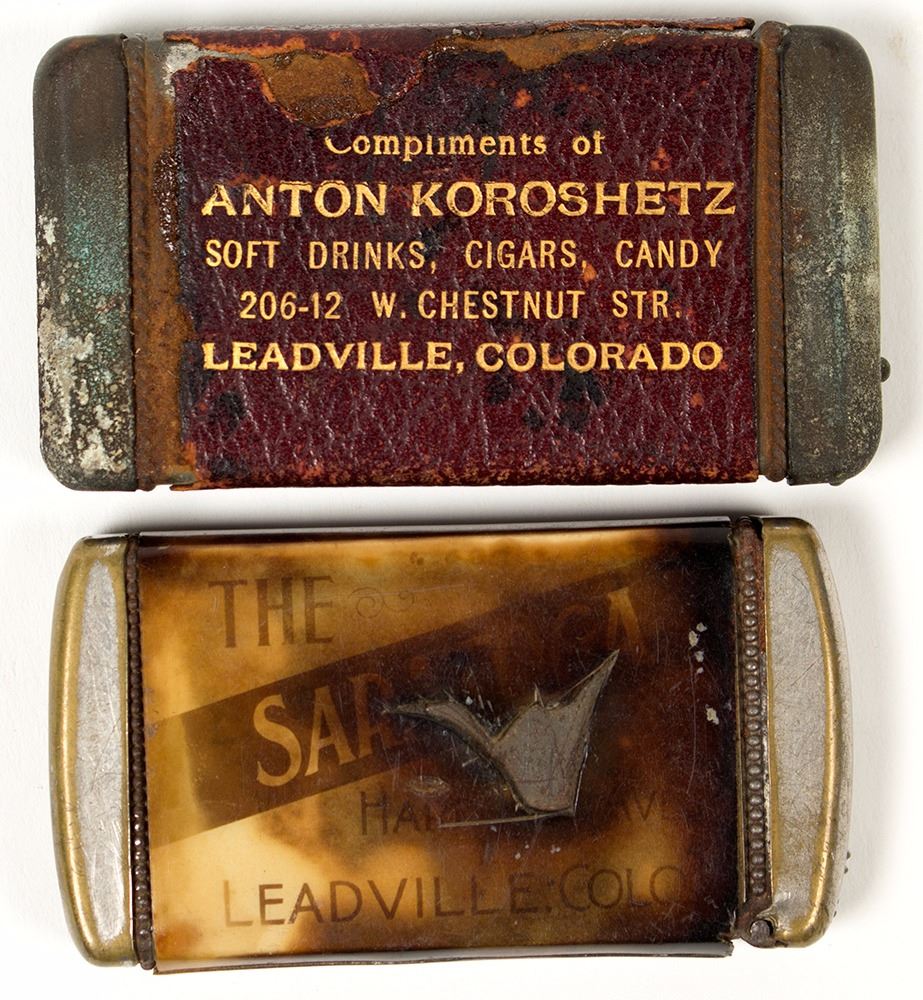 Compliments of
ANTON KOROSHETZ
SOFT DRINKS, CIGARS, CANDY
206-12 W. CHESTNUT STR.
LEADVILLE, COLORADO
THE
LEADVILLE:COLO